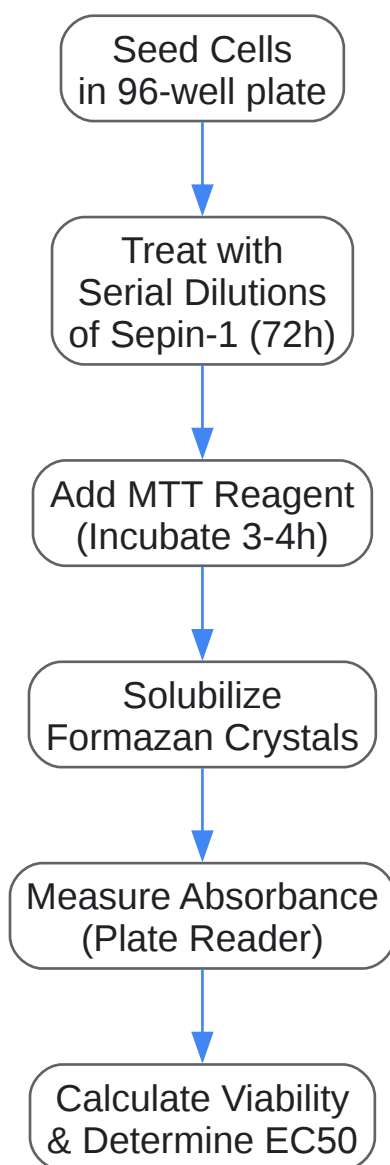 Seed Cells
in 96-well plate
Treat with
Serial Dilutions
of Sepin-1 (72h)
Add MTT Reagent
(Incubate 3-4h)
Solubilize
Formazan Crystals
Measure Absorbance
(Plate Reader)
Calculate Viability
& Determine EC50